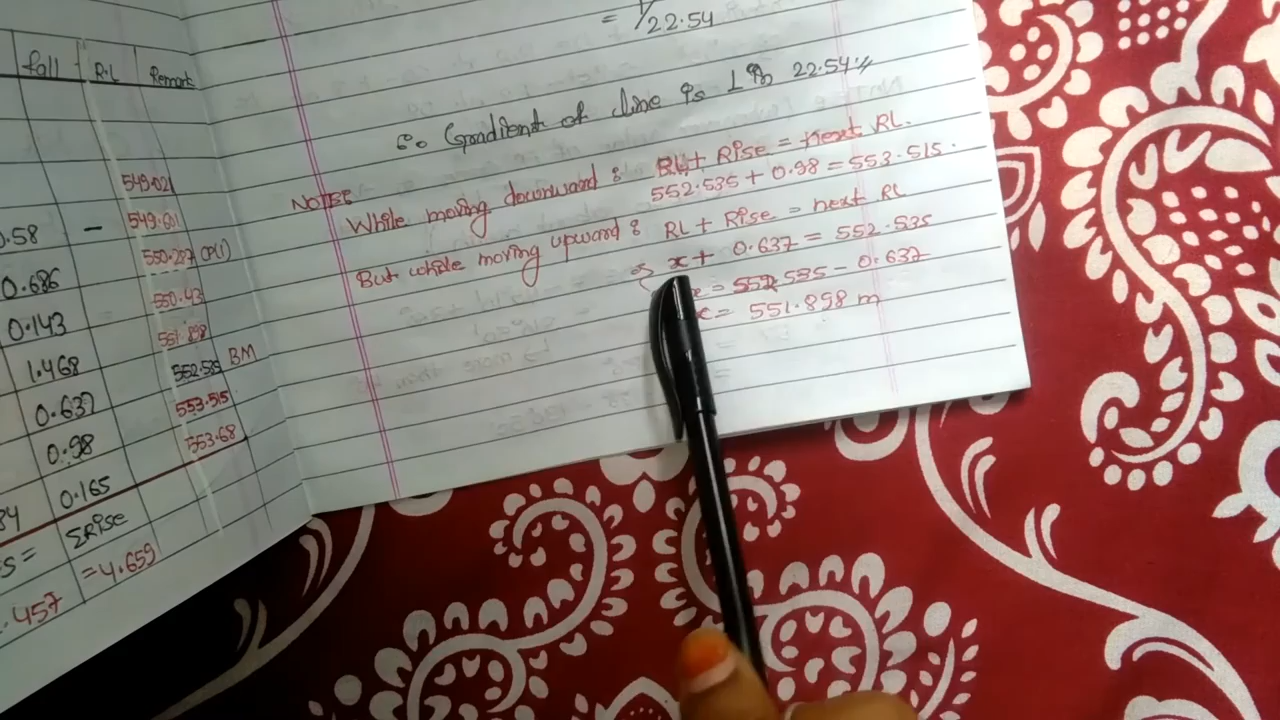 = 1/22.54
∴ Gradient of line is 1 in 22.54
NOTE:
While moving downward : RL + Rise = next RL.
552.535 + 0.98 = 553.515.
But while moving upward : RL + Rise = next RL
x + 0.637 = 552.535
= 552.535 - 0.637
x = 551.898 m
fall R.L Remark
549.021
0.58 - 549.601
0.686 550.287 (CP1)
0.143 550.43
1.468 551.898
0.637 552.535 BM
0.98 553.515
0.165 553.68
ΣRise
= 4.659
.457